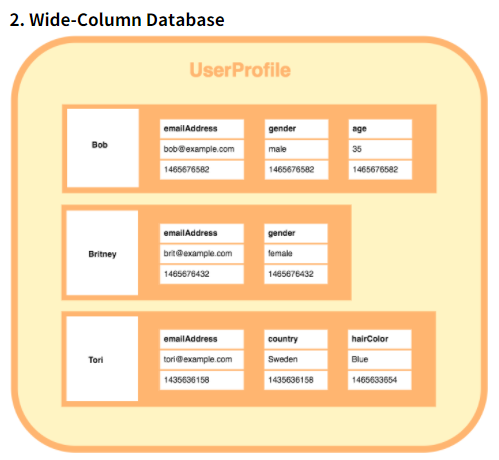 2. Wide-Column Database
UserProfile
Bob
emailAddress gender age
bob@example.com male 35
1465676582 1465676582 1465676582
Britney
emailAddress gender
brit@example.com female
1465676432 1465676432
Tori
emailAddress country hairColor
tori@example.com Sweden Blue
1435636158 1435636158 1465633654